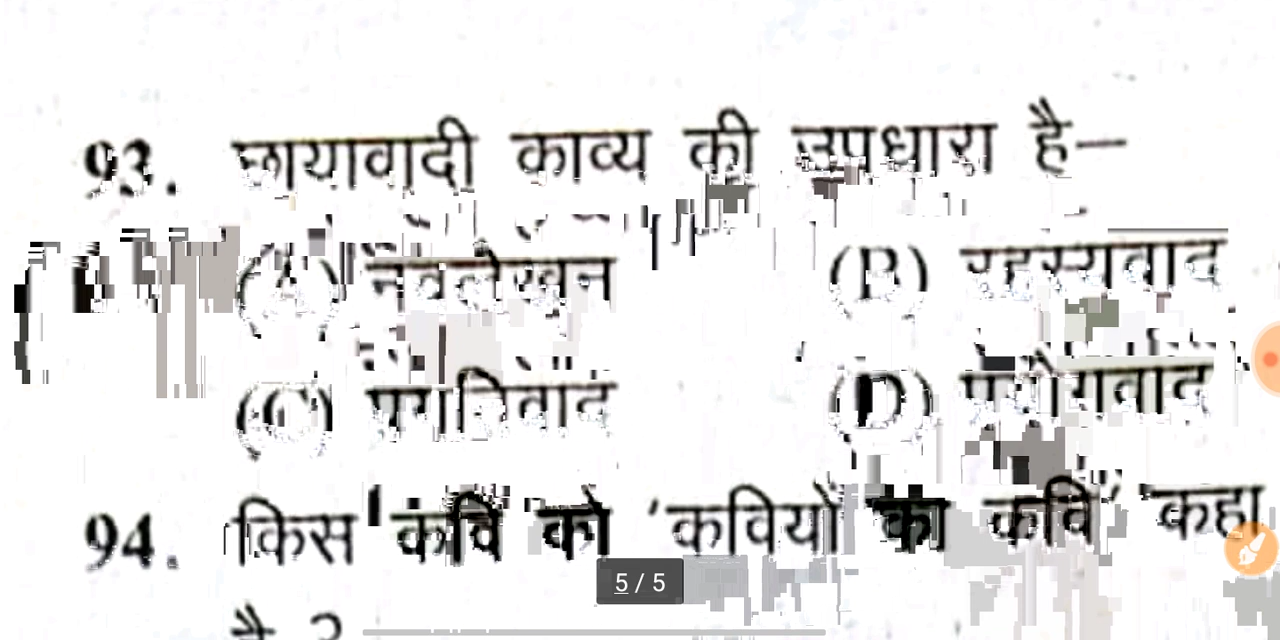 93. छायावादी काव्य की उपधारा है—
(A) नवलेखन (B) रहस्यवाद
(C) प्रगतिवाद (D) प्रयोगवाद
94. किस कवि को 'कवियों का कवि' कहा
है ?
5 / 5